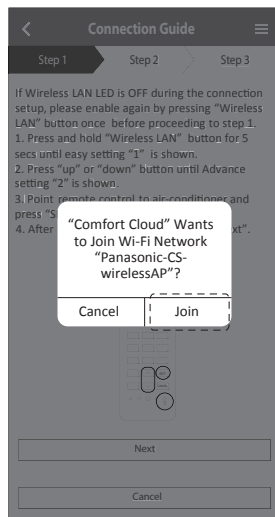 Connection Guide
Step 1 Step 2 Step 3
If Wireless LAN LED is OFF during the connection
setup, please enable again by pressing "Wireless
LAN" button once before proceeding to step 1.
1. Press and hold "Wireless LAN" button for 5
secs until easy setting "1" is shown.
2. Press "up" or "down" button until Advance
setting "2" is shown.
3. Point remote control to air-conditioner and
press "S
4. After xt".
"Comfort Cloud" Wants
to Join Wi-Fi Network
"Panasonic-CS-
wirelessAP"?
Cancel Join
Next
Cancel